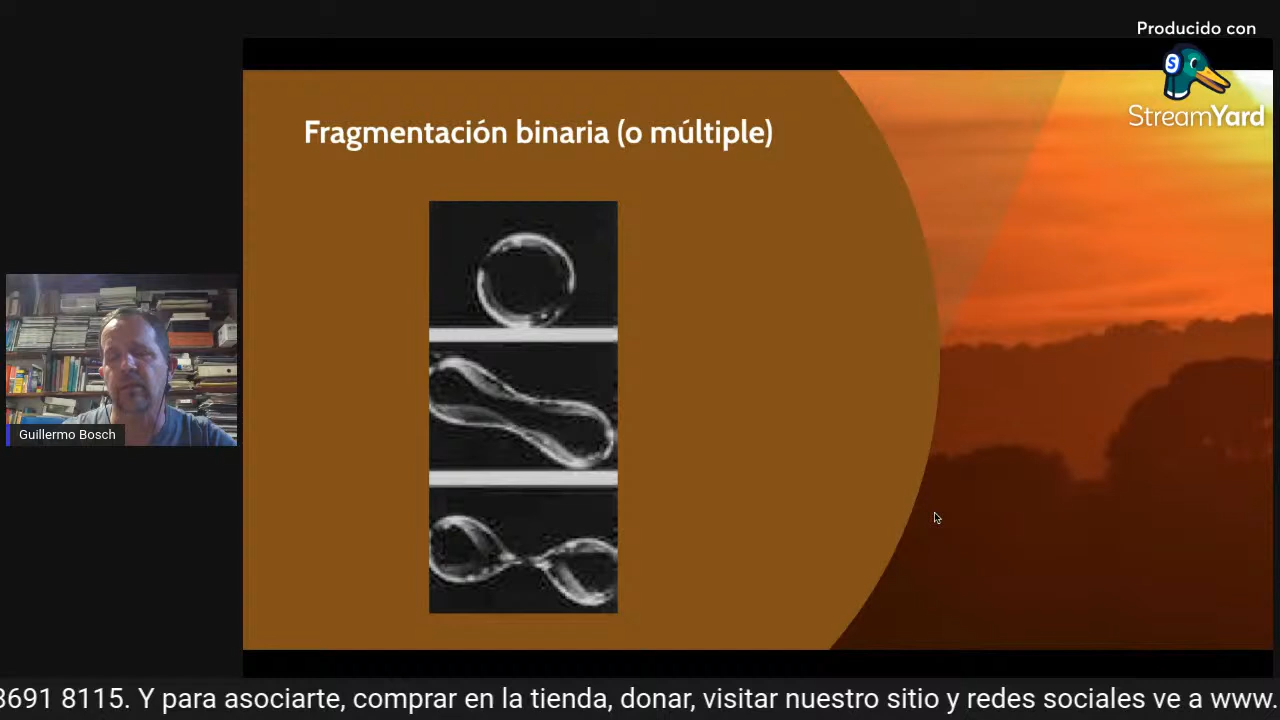 Producido con
StreamYard
Fragmentación binaria (o múltiple)
Guillermo Bosch
3691 8115. Y para asociarte, comprar en la tienda, donar, visitar nuestro sitio y redes sociales ve a www.